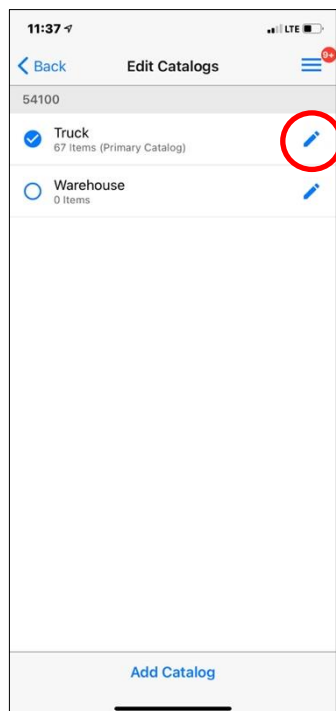 11:37 LTE
Back Edit Catalogs 9+
54100
Truck
67 Items (Primary Catalog)
Warehouse
0 Items
Add Catalog